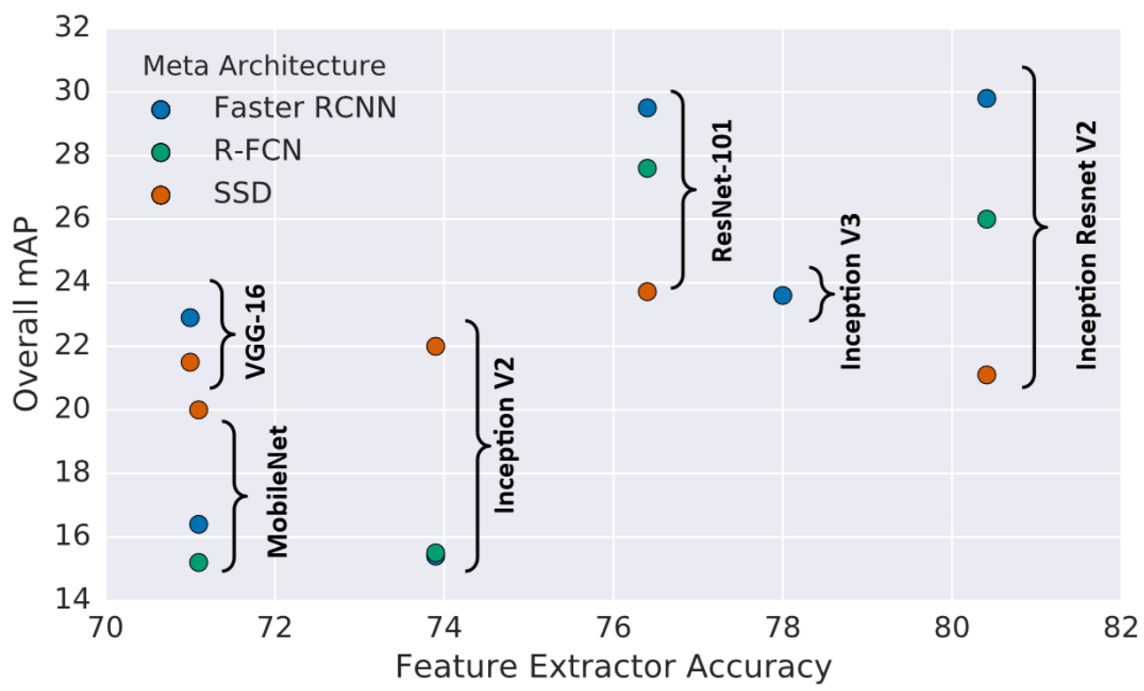 32
30
28
26
24
22
20
18
16
14
Overall mAP
Meta Architecture
Faster RCNN
R-FCN
SSD
VGG-16
MobileNet
Inception V2
ResNet-101
Inception V3
Inception Resnet V2
70 72 74 76 78 80 82
Feature Extractor Accuracy